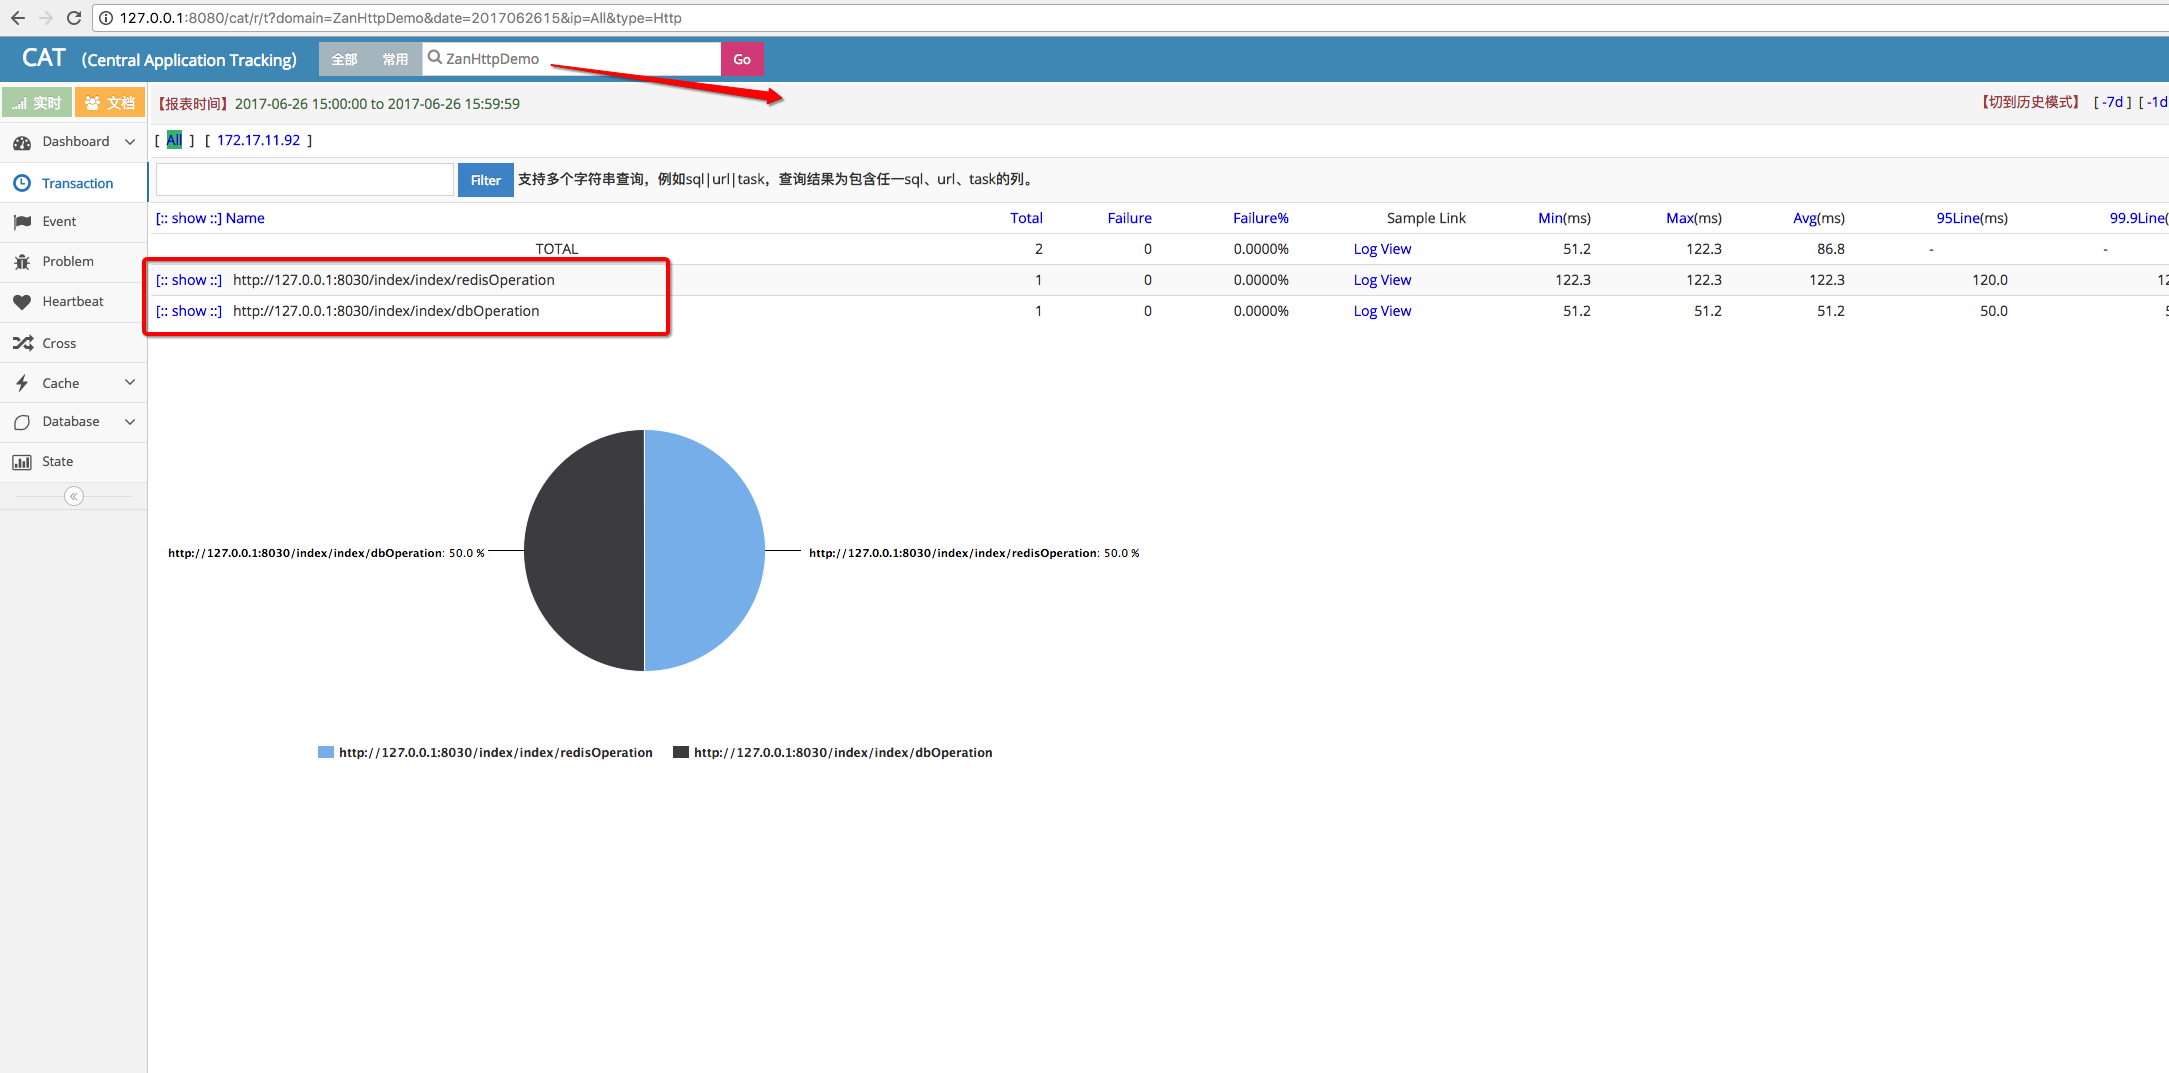 127.0.0.1:8080/cat/r/t?domain=ZanHttpDemo&date=2017062615&ip=All&type=Http
CAT (Central Application Tracking) 全部 常用 ZanHttpDemo Go
实时 文档 【报表时间】2017-06-26 15:00:00 to 2017-06-26 15:59:59 【切到历史模式】 [ -7d ] [ -1d
Dashboard [ All ] [ 172.17.11.92 ]
Transaction Filter 支持多个字符串查询，例如sql|url|task，查询结果为包含任一sql、url、task的列。
Event [:: show ::] Name Total Failure Failure% Sample Link Min(ms) Max(ms) Avg(ms) 95Line(ms) 99.9Line(
TOTAL 2 0 0.0000% Log View 51.2 122.3 86.8 - -
Problem
[:: show ::] http://127.0.0.1:8030/index/index/redisOperation 1 0 0.0000% Log View 122.3 122.3 122.3 120.0 12
Heartbeat
[:: show ::] http://127.0.0.1:8030/index/index/dbOperation 1 0 0.0000% Log View 51.2 51.2 51.2 50.0 5
Cross
Cache
Database
State
http://127.0.0.1:8030/index/index/dbOperation: 50.0 % http://127.0.0.1:8030/index/index/redisOperation: 50.0 %
http://127.0.0.1:8030/index/index/redisOperation http://127.0.0.1:8030/index/index/dbOperation